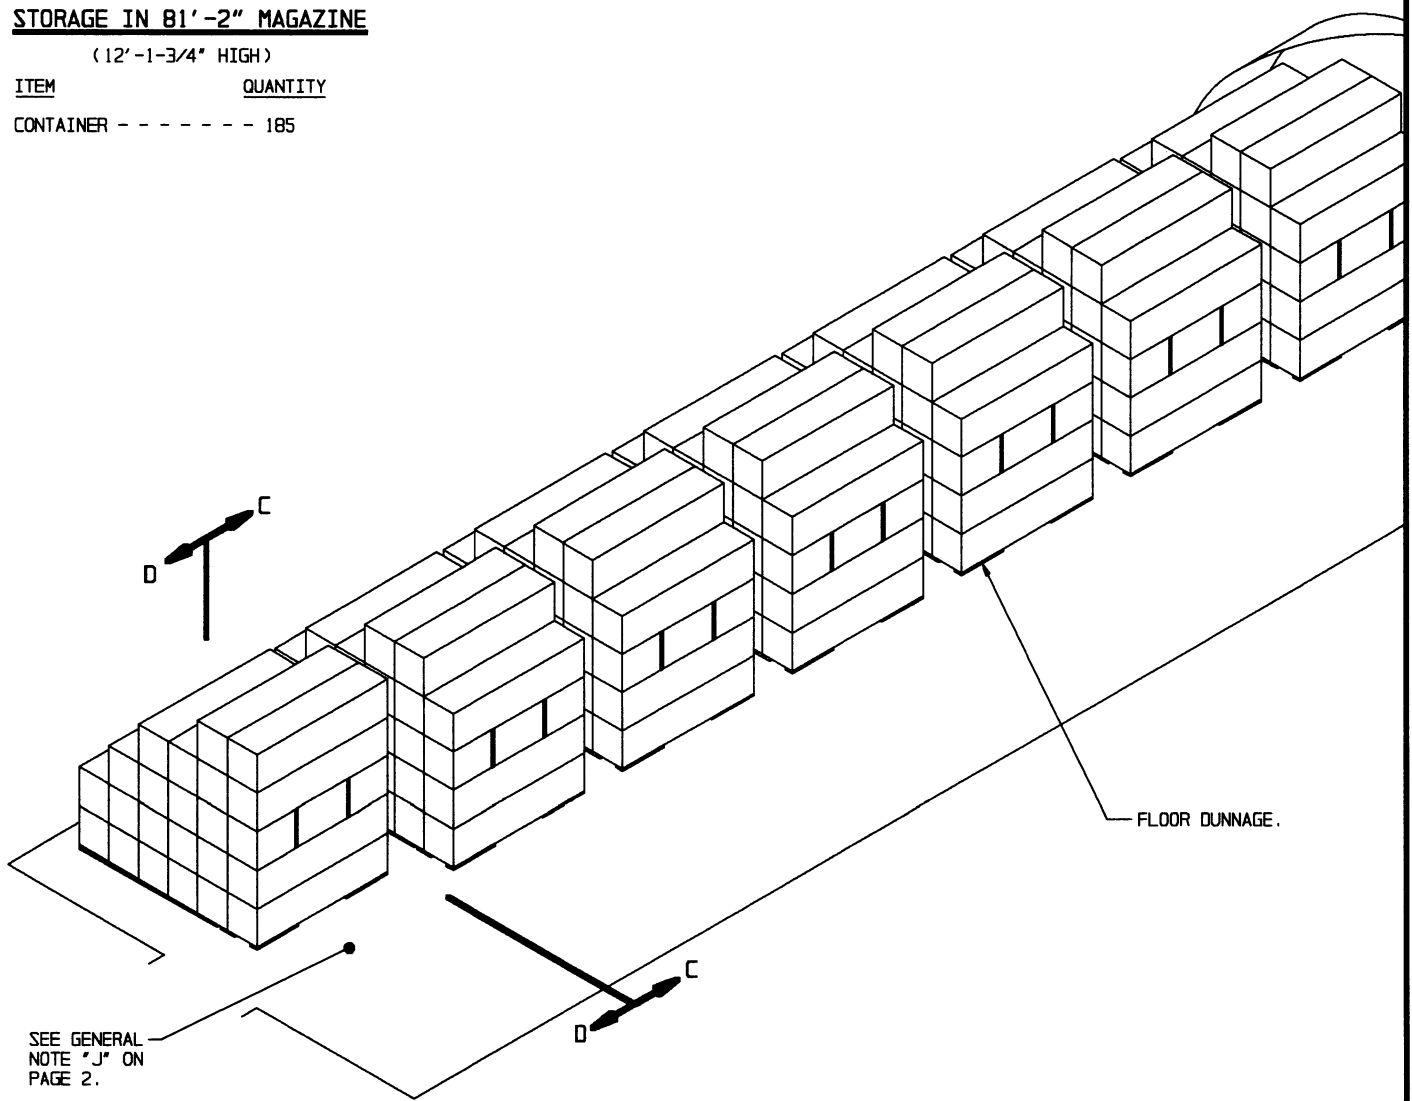 STORAGE IN 81'-2" MAGAZINE
(12'-1-3/4" HIGH)
ITEM QUANTITY
CONTAINER - - - - - - - 185
C
D
FLOOR DUNNAGE.
C
D
SEE GENERAL
NOTE "J" ON
PAGE 2.